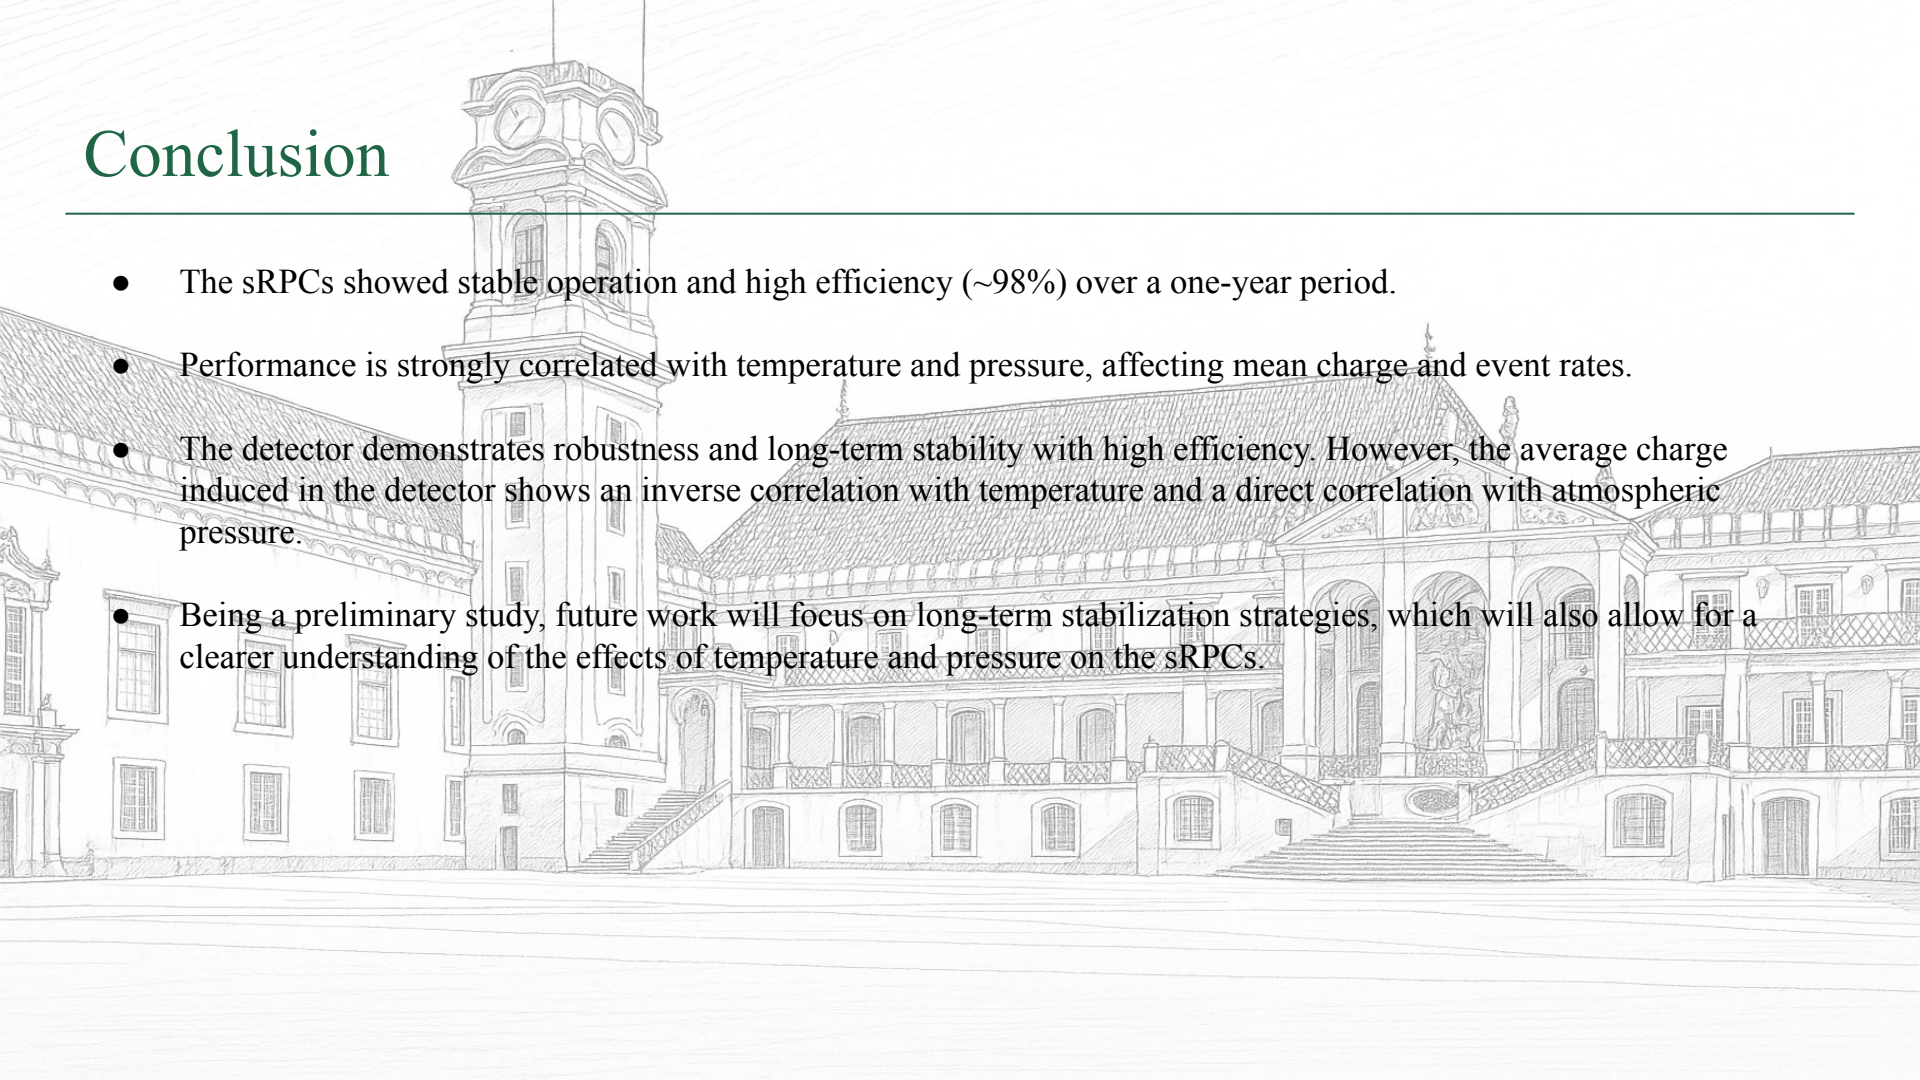 Conclusion
● The sRPCs showed stable operation and high efficiency (~98%) over a one-year period.
● Performance is strongly correlated with temperature and pressure, affecting mean charge and event rates.
● The detector demonstrates robustness and long-term stability with high efficiency. However, the average charge
induced in the detector shows an inverse correlation with temperature and a direct correlation with atmospheric
pressure.
● Being a preliminary study, future work will focus on long-term stabilization strategies, which will also allow for a
clearer understanding of the effects of temperature and pressure on the sRPCs.